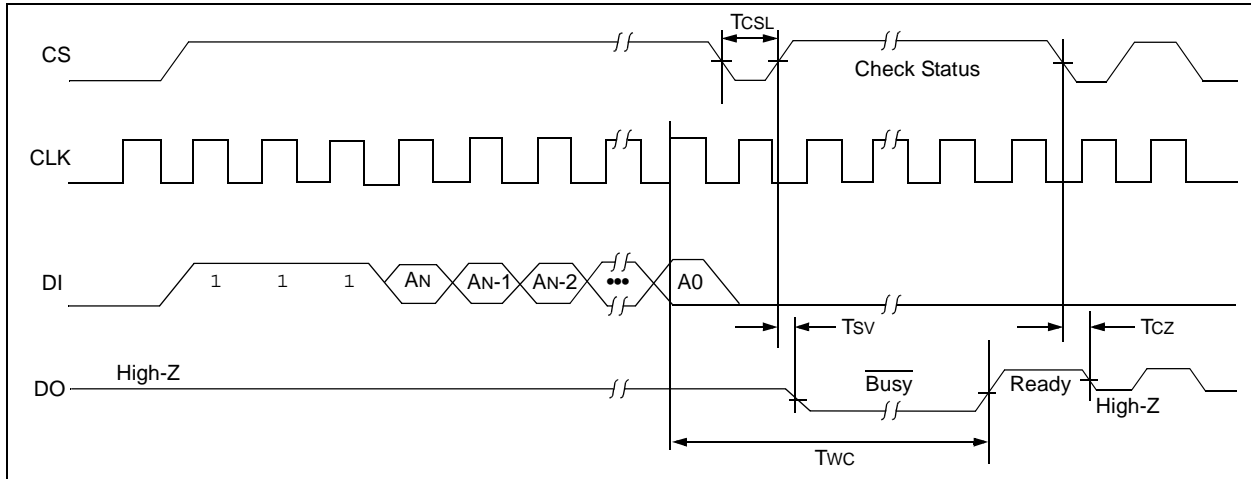 TCSL
CS
Check Status
CLK
DI
1 1 1 AN AN-1 AN-2 ••• A0
TSV
TCZ
DO
High-Z
Busy
Ready
High-Z
TWC